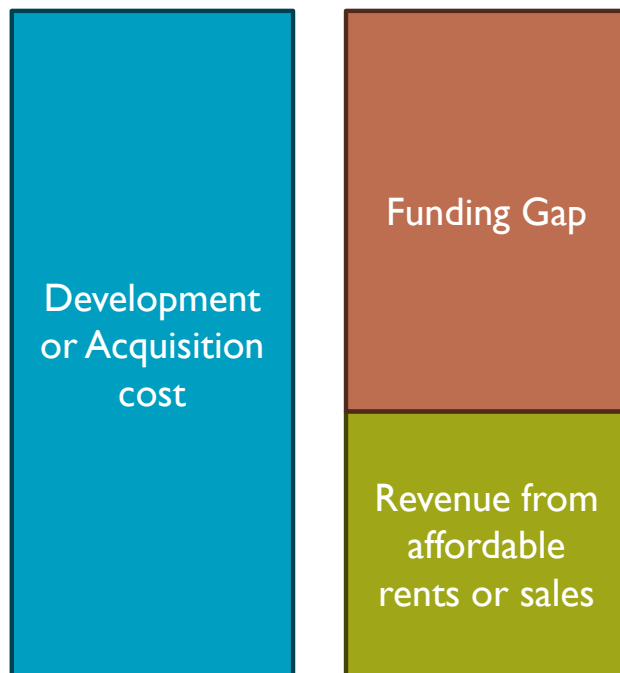 Development
or Acquisition
cost
Funding Gap
Revenue from
affordable
rents or sales